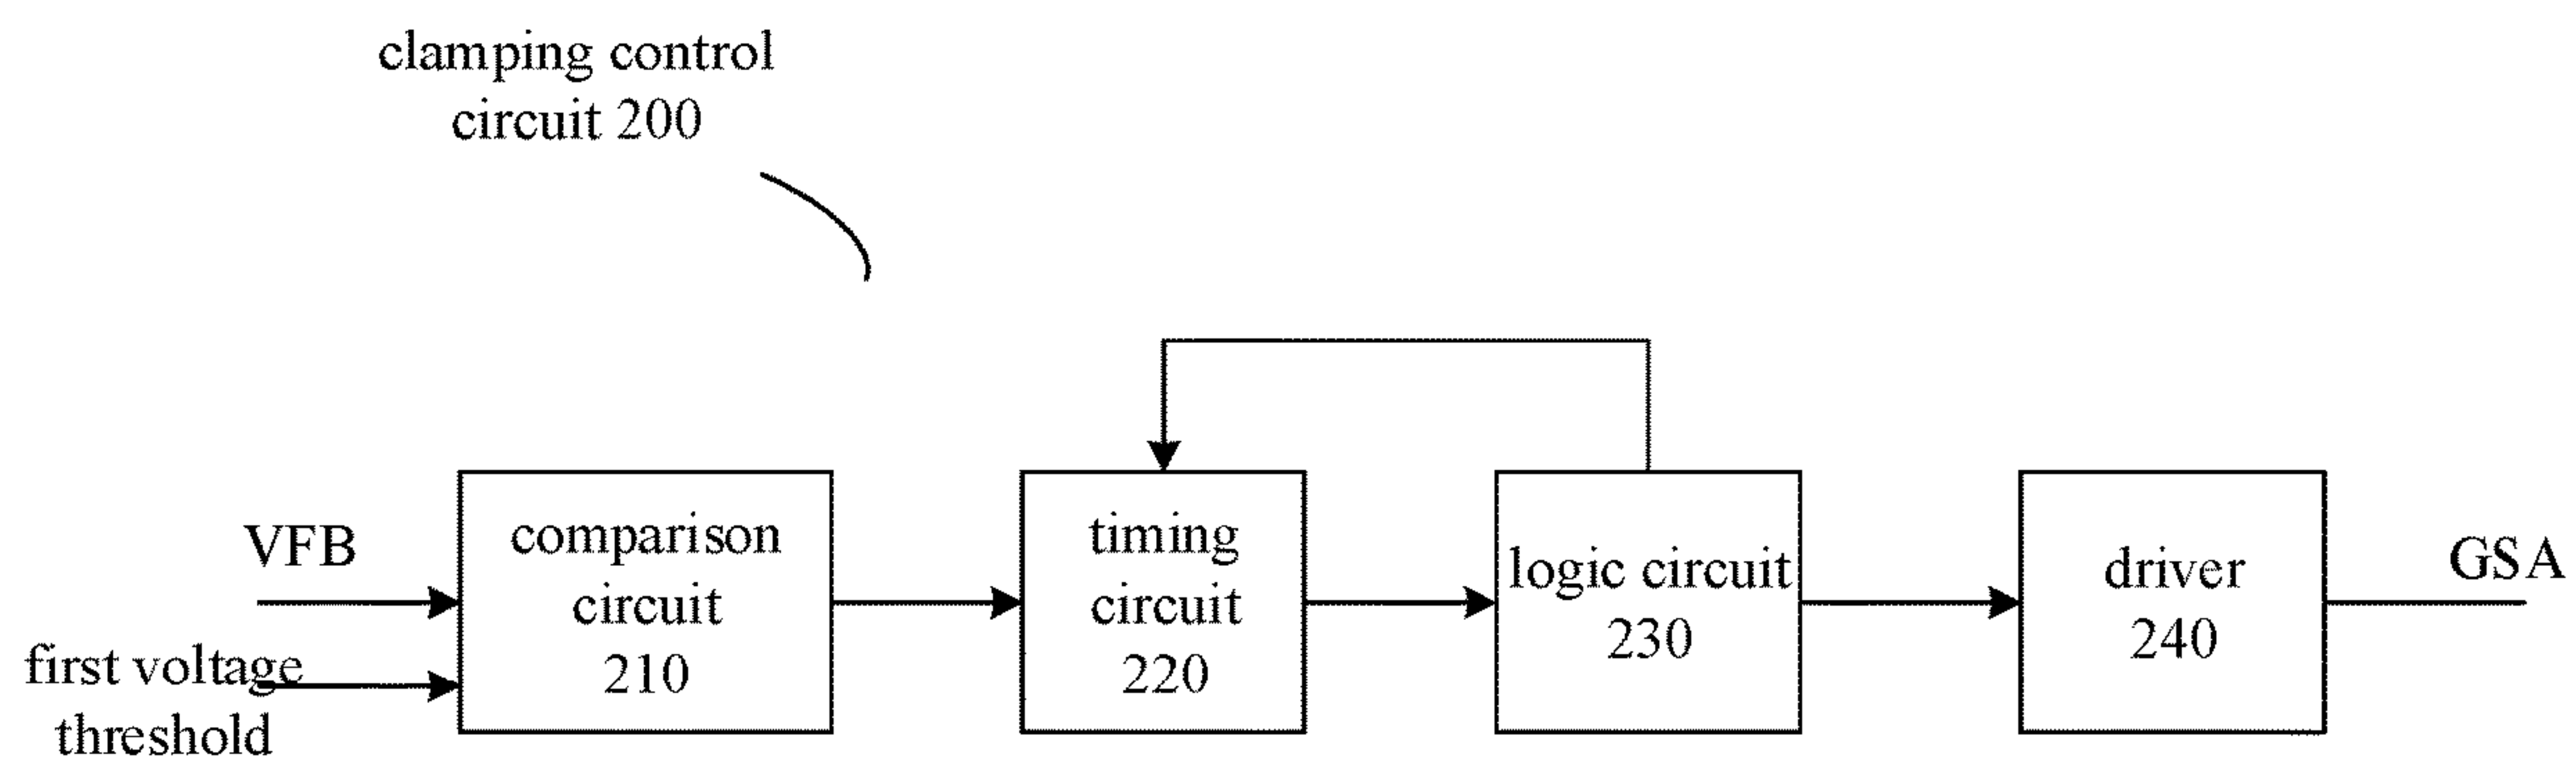 clamping control
circuit 200
VFB
first voltage
threshold
comparison
circuit
210
timing
circuit
220
logic circuit
230
driver
240
GSA